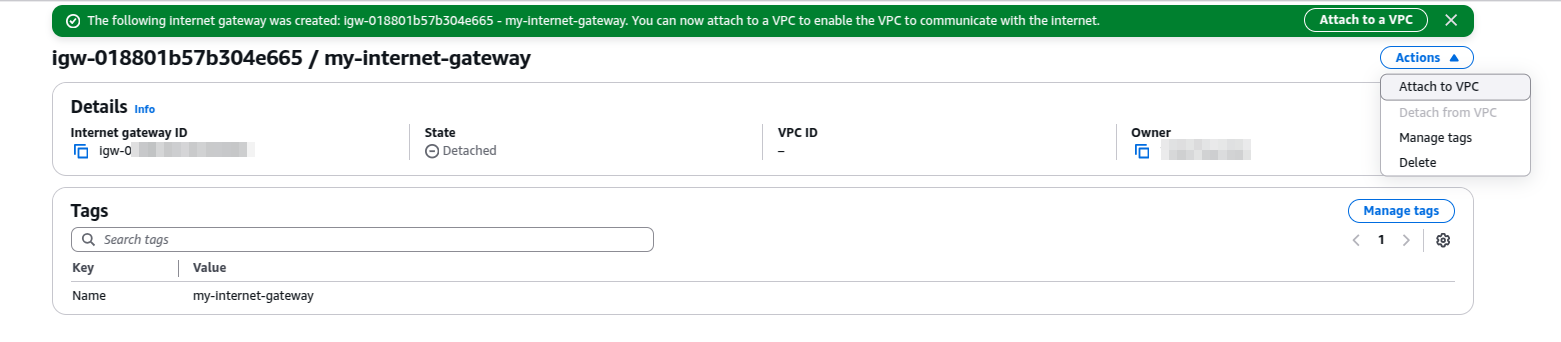 The following internet gateway was created: igw-018801b57b304e665 - my-internet-gateway. You can now attach to a VPC to enable the VPC to communicate with the internet. Attach to a VPC
igw-018801b57b304e665 / my-internet-gateway
Actions
Attach to VPC
Detach from VPC
Manage tags
Delete
Details Info
Internet gateway ID State VPC ID Owner
igw-0 Detached –
Tags Manage tags
Search tags 1
Key Value
Name my-internet-gateway